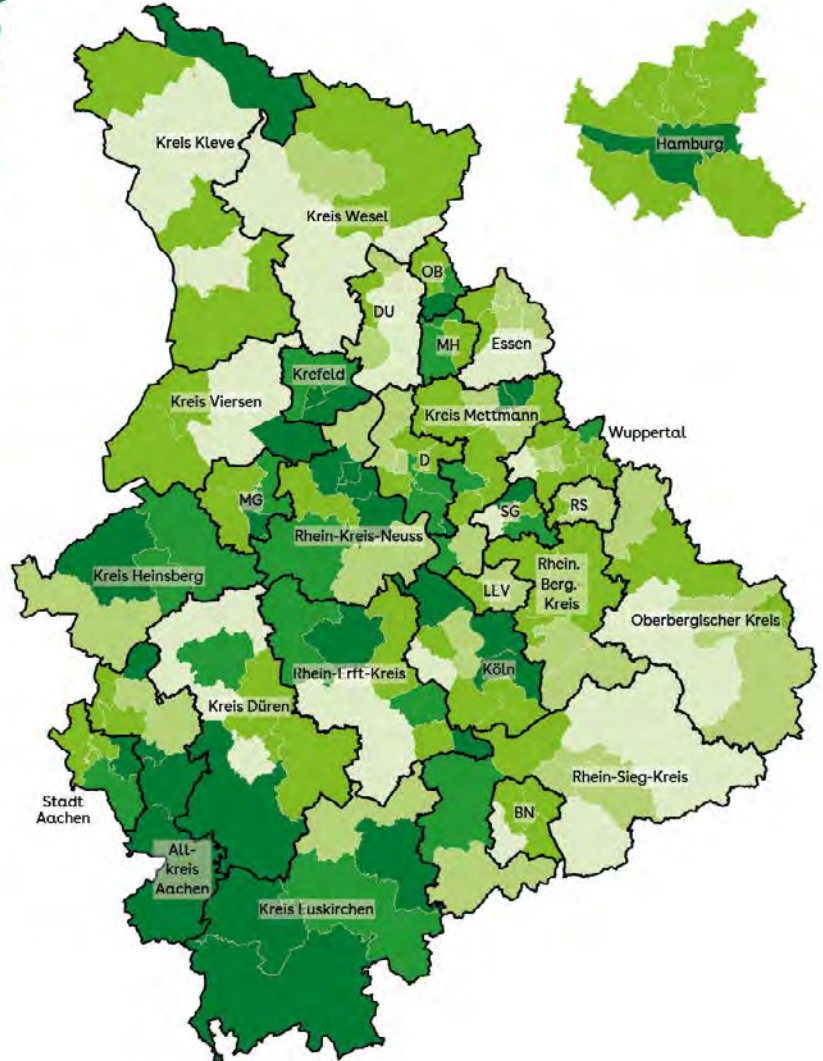 Hamburg
Kreis Kleve
Kreis Wesel
OB
DU
MH
Essen
Krefeld
Kreis Viersen
Kreis Mettmann
Wuppertal
D
MG
SG
RS
Rhein-Kreis-Neuss
Kreis Heinsberg
LEV
Rhein.
Berg.
Kreis
Oberbergischer Kreis
Rhein-Erft-Kreis
Köln
Kreis Düren
Rhein-Sieg-Kreis
Stadt
Aachen
BN
Alt-
kreis
Aachen
Kreis Euskirchen